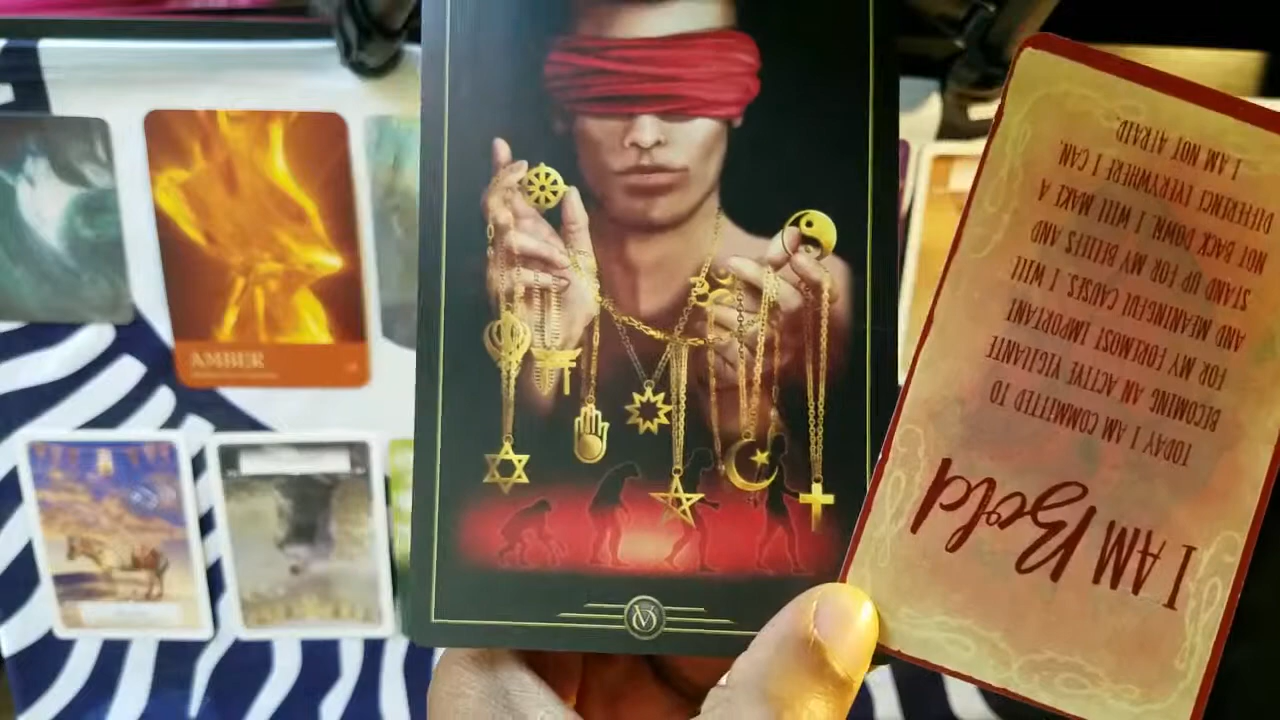 AMBER
I AM Bold
TODAY I AM COMMITTED TO
BECOMING AN ACTIVE VIGILANTE
FOR MY FOREMOST IMPORTANT
AND MEANINGFUL CAUSES. I WILL
STAND UP FOR MY BELIEFS AND
NOT BACK DOWN. I WILL MAKE A
DIFFERENCE EVERYWHERE I CAN.
I AM NOT AFRAID.